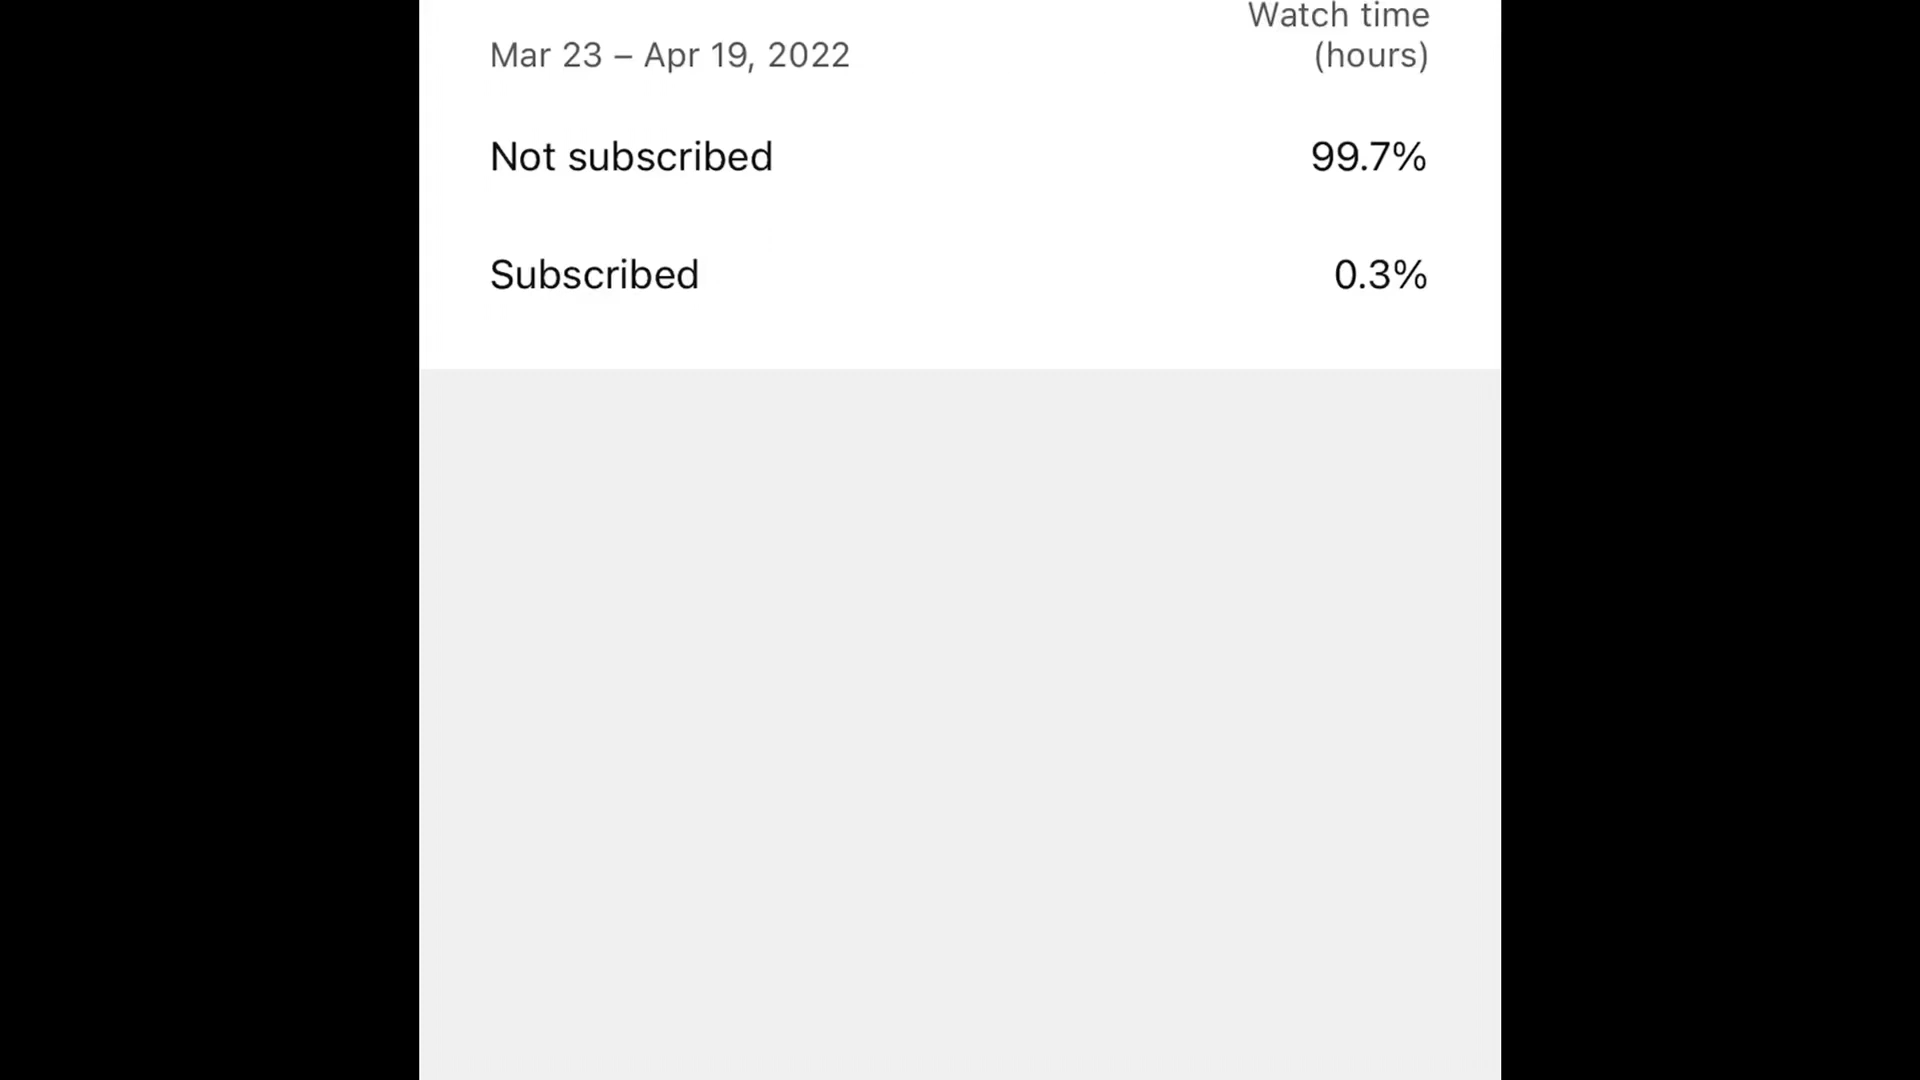 Watch time
Mar 23 – Apr 19, 2022 (hours)
Not subscribed 99.7%
Subscribed 0.3%